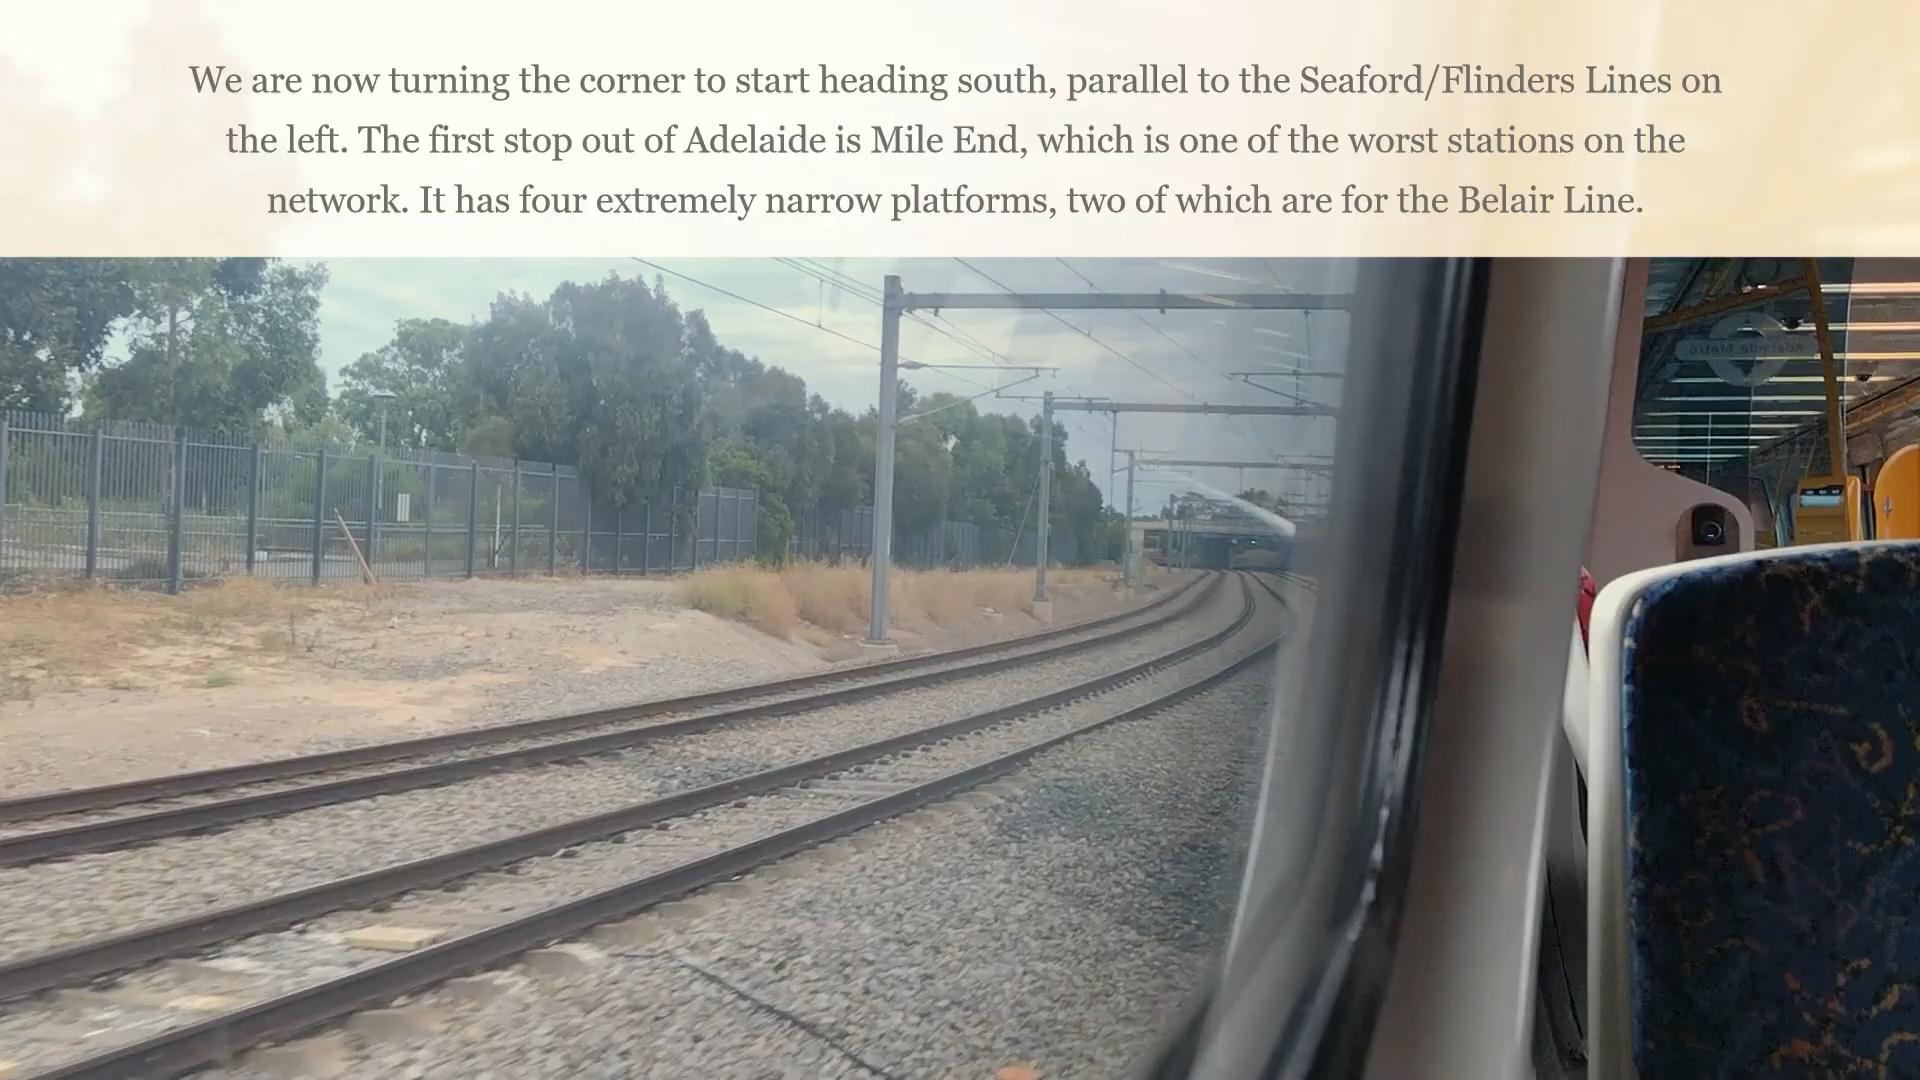 We are now turning the corner to start heading south, parallel to the Seaford/Flinders Lines on
the left. The first stop out of Adelaide is Mile End, which is one of the worst stations on the
network. It has four extremely narrow platforms, two of which are for the Belair Line.
Adelaide Metro